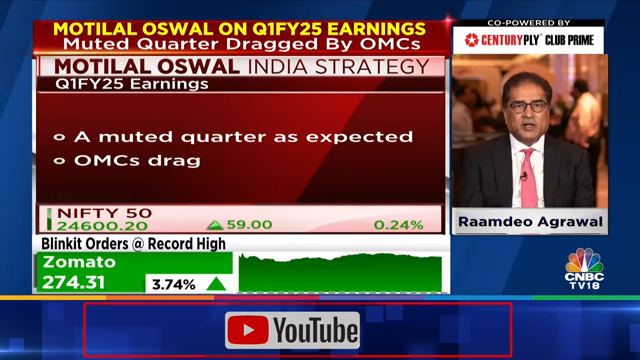 MOTILAL OSWAL ON Q1FY25 EARNINGS
Muted Quarter Dragged By OMCs
MOTILAL OSWAL INDIA STRATEGY
Q1FY25 Earnings
A muted quarter as expected
OMCs drag
NIFTY 50
24600.20 59.00 0.24%
Blinkit Orders @ Record High
Zomato
274.31 3.74%
CO-POWERED BY
CENTURYPLY CLUB PRIME
Raamdeo Agrawal
CNBC
TV18
YouTube